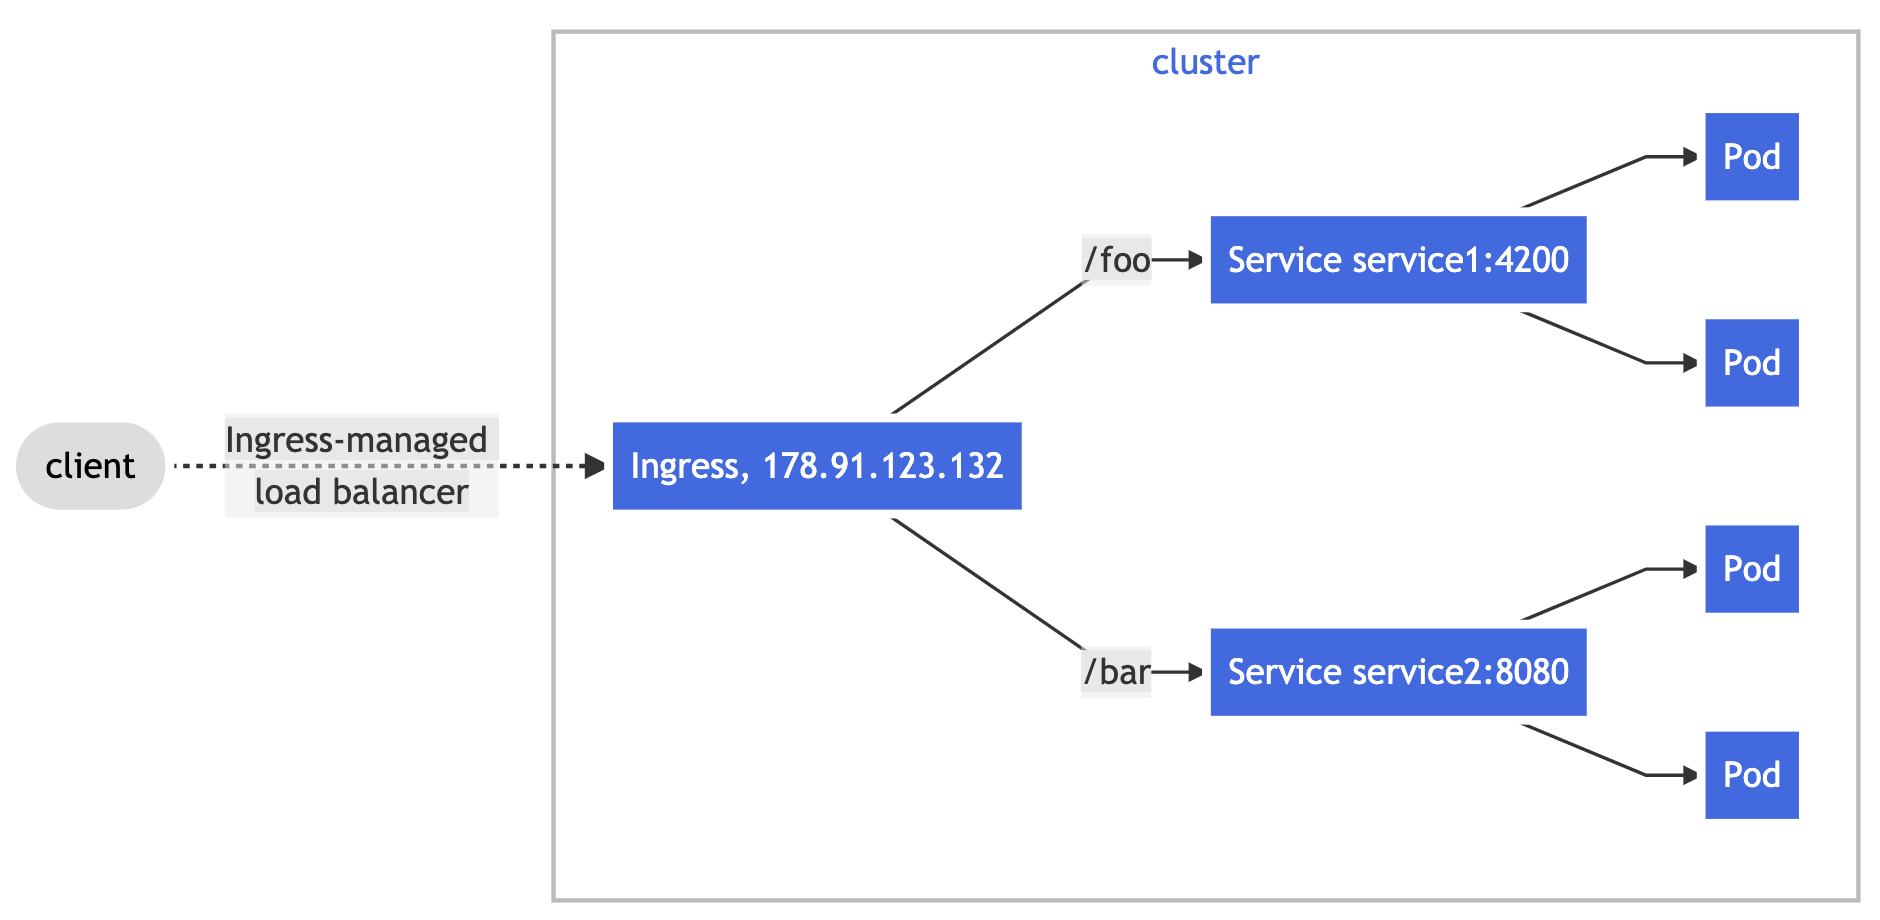 cluster
client
Ingress-managed
load balancer
Ingress, 178.91.123.132
/foo
Service service1:4200
Pod
Pod
/bar
Service service2:8080
Pod
Pod